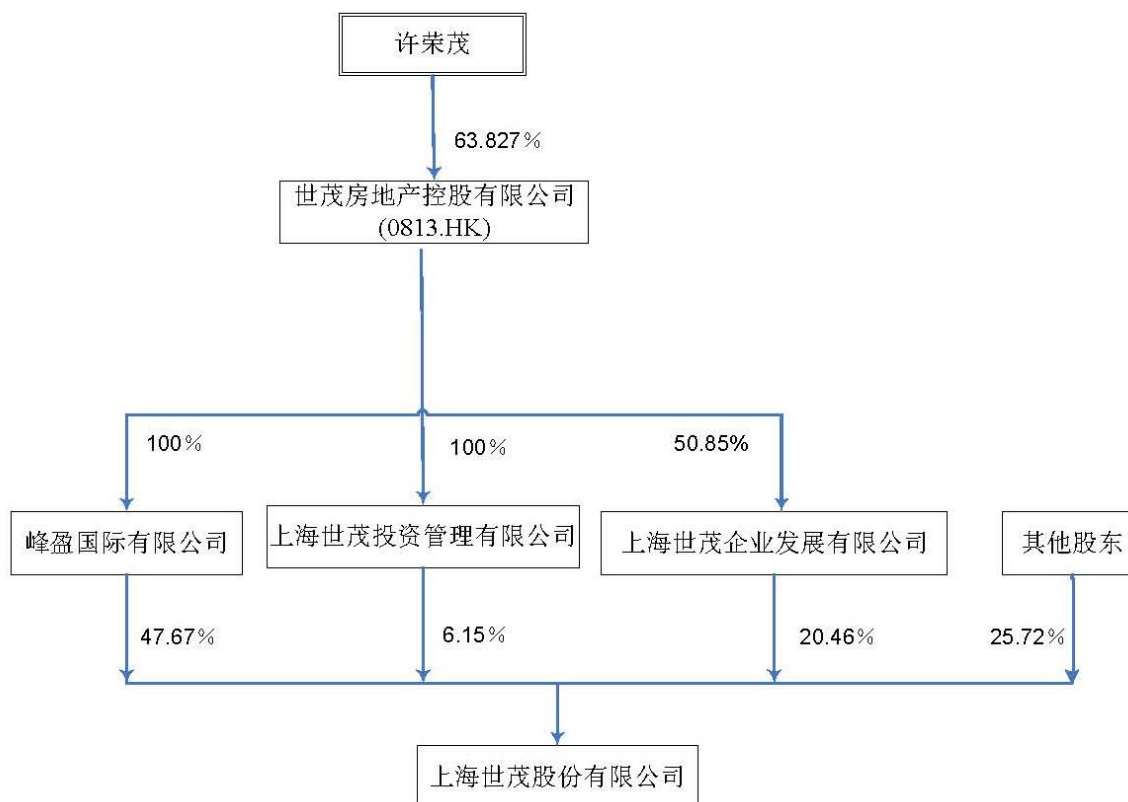 许荣茂
63.827%
世茂房地产控股有限公司
(0813.HK)
100%
100%
50.85%
峰盈国际有限公司
上海世茂投资管理有限公司
上海世茂企业发展有限公司
其他股东
47.67%
6.15%
20.46%
25.72%
上海世茂股份有限公司